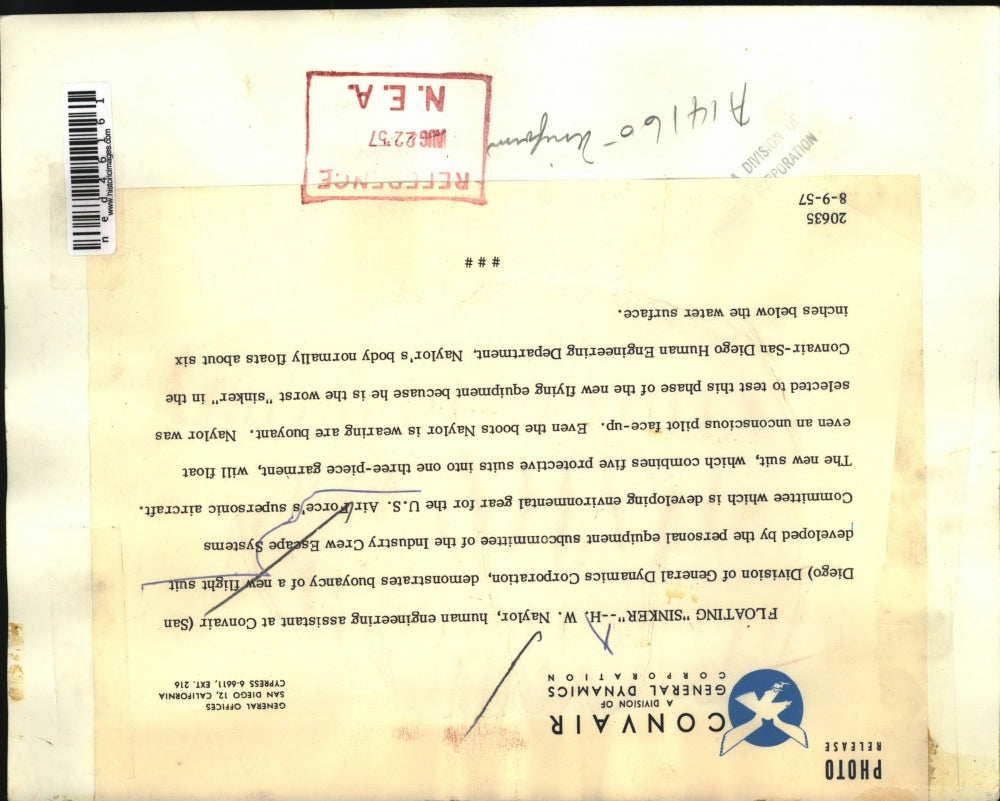 PHOTO
RELEASE
CONVAIR
A DIVISION OF
GENERAL DYNAMICS
CORPORATION
GENERAL OFFICES
SAN DIEGO 12, CALIFORNIA
CYPRESS 6-6611, EXT. 216
FLOATING "SINKER"--H. W. Naylor, human engineering assistant at Convair (San
Diego) Division of General Dynamics Corporation, demonstrates buoyancy of a new flight suit
developed by the personal equipment subcommittee of the Industry Crew Escape Systems
Committee which is developing environmental gear for the U.S. Air Force's supersonic aircraft.
The new suit, which combines five protective suits into one three-piece garment, will float
even an unconscious pilot face-up. Even the boots Naylor is wearing are buoyant. Naylor was
selected to test this phase of the new flying equipment becuause he is the worst "sinker" in the
Convair-San Diego Human Engineering Department, Naylor's body normally floats about six
inches below the water surface.
# # #
20635
8-9-57
A DIVISION OF
CORPORATION
A14160- Uniform
REFERENCE
AUG 22 '57
N.E.A.
ned46161
www.historicimages.com